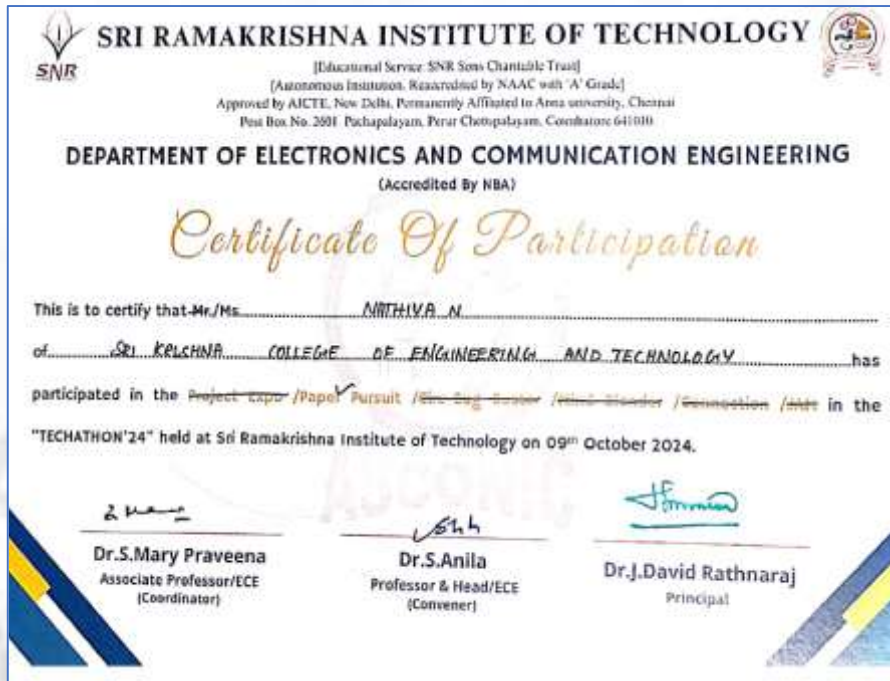 SRI RAMAKRISHNA INSTITUTE OF TECHNOLOGY
SNR
[Educational Service: SNR Sons Charitable Trust]
[Autonomous Institution, Reaccredited by NAAC with 'A' Grade]
Approved by AICTE, New Delhi, Permanently Affiliated to Anna university, Chennai
Post Box No. 2601 Pachapalayam, Perur Chettipalayam, Coimbatore 641010
DEPARTMENT OF ELECTRONICS AND COMMUNICATION ENGINEERING
(Accredited By NBA)
Certificate Of Participation
This is to certify that Mr./Ms. NITHIYA N
of SRI KRISHNA COLLEGE OF ENGINEERING AND TECHNOLOGY has
participated in the Project Expo /Paper Pursuit / / /Connection / in the
"TECHATHON'24" held at Sri Ramakrishna Institute of Technology on 09th October 2024.
Dr.S.Mary Praveena
Associate Professor/ECE
(Coordinator)
Dr.S.Anila
Professor & Head/ECE
(Convener)
Dr.J.David Rathnaraj
Principal